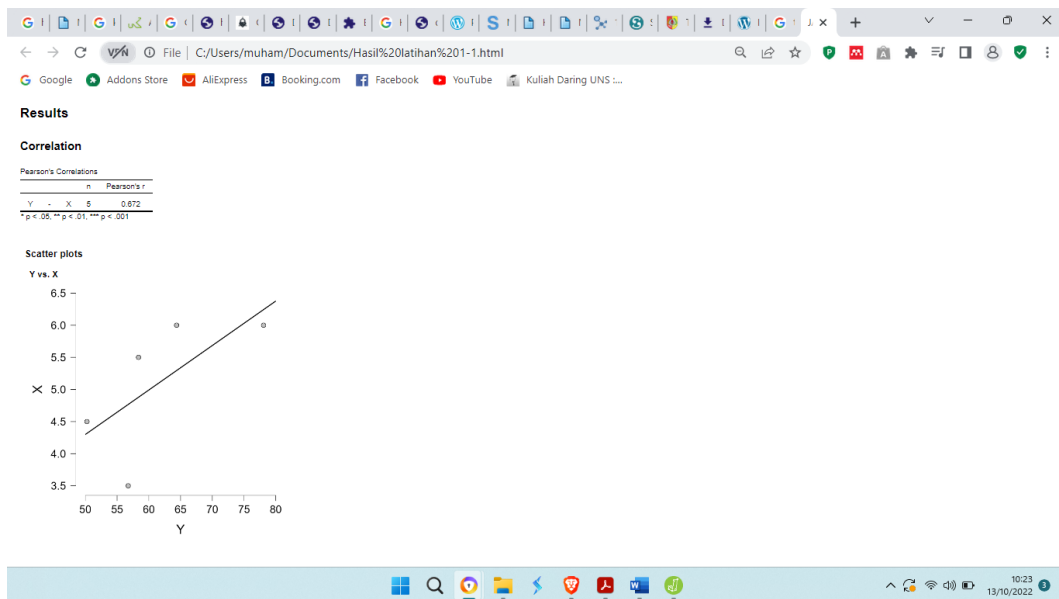 File | C:/Users/muham/Documents/Hasil%20latihan%201-1.html
Google Addons Store AliExpress B. Booking.com Facebook YouTube Kuliah Daring UNS :...
Results
Correlation
Pearson's Correlations
n Pearson's r
Y - X 5 0.672
* p < .05, ** p < .01, *** p < .001
Scatter plots
Y vs. X
6.5
6.0
5.5
X 5.0
4.5
4.0
3.5
50 55 60 65 70 75 80
Y
10:23
13/10/2022 3